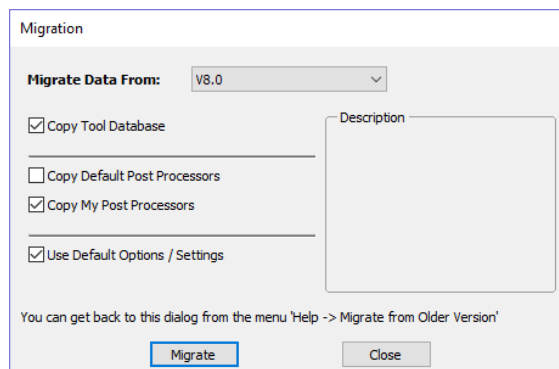 Migration
Migrate Data From: V8.0
Copy Tool Database
Description
Copy Default Post Processors
Copy My Post Processors
Use Default Options / Settings
You can get back to this dialog from the menu 'Help -> Migrate from Older Version'
Migrate Close